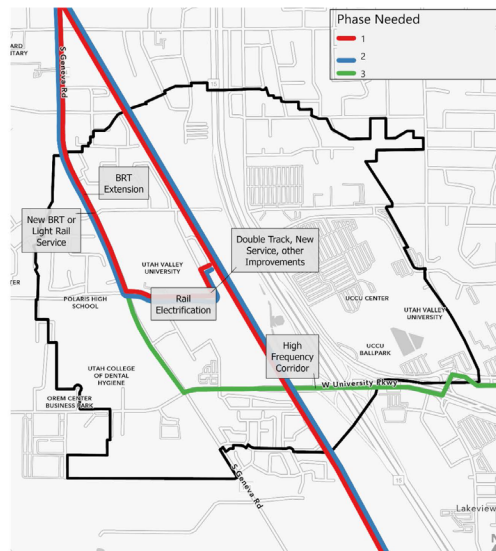 Phase Needed
1
2
3
S Geneva Rd
BRT
Extension
New BRT or
Light Rail
Service
UTAH VALLEY
UNIVERSITY
Double Track, New
Service, other
Improvements
POLARIS HIGH
SCHOOL
Rail
Electrification
UCCU CENTER
UTAH VALLEY
UNIVERSITY
UCCU
BALLPARK
High
Frequency
Corridor
UTAH COLLEGE
OF DENTAL
HYGIENE
W University Pkwy
OREM CENTER
BUSINESS PARK
S Geneva Rd
15
Lakeview
N